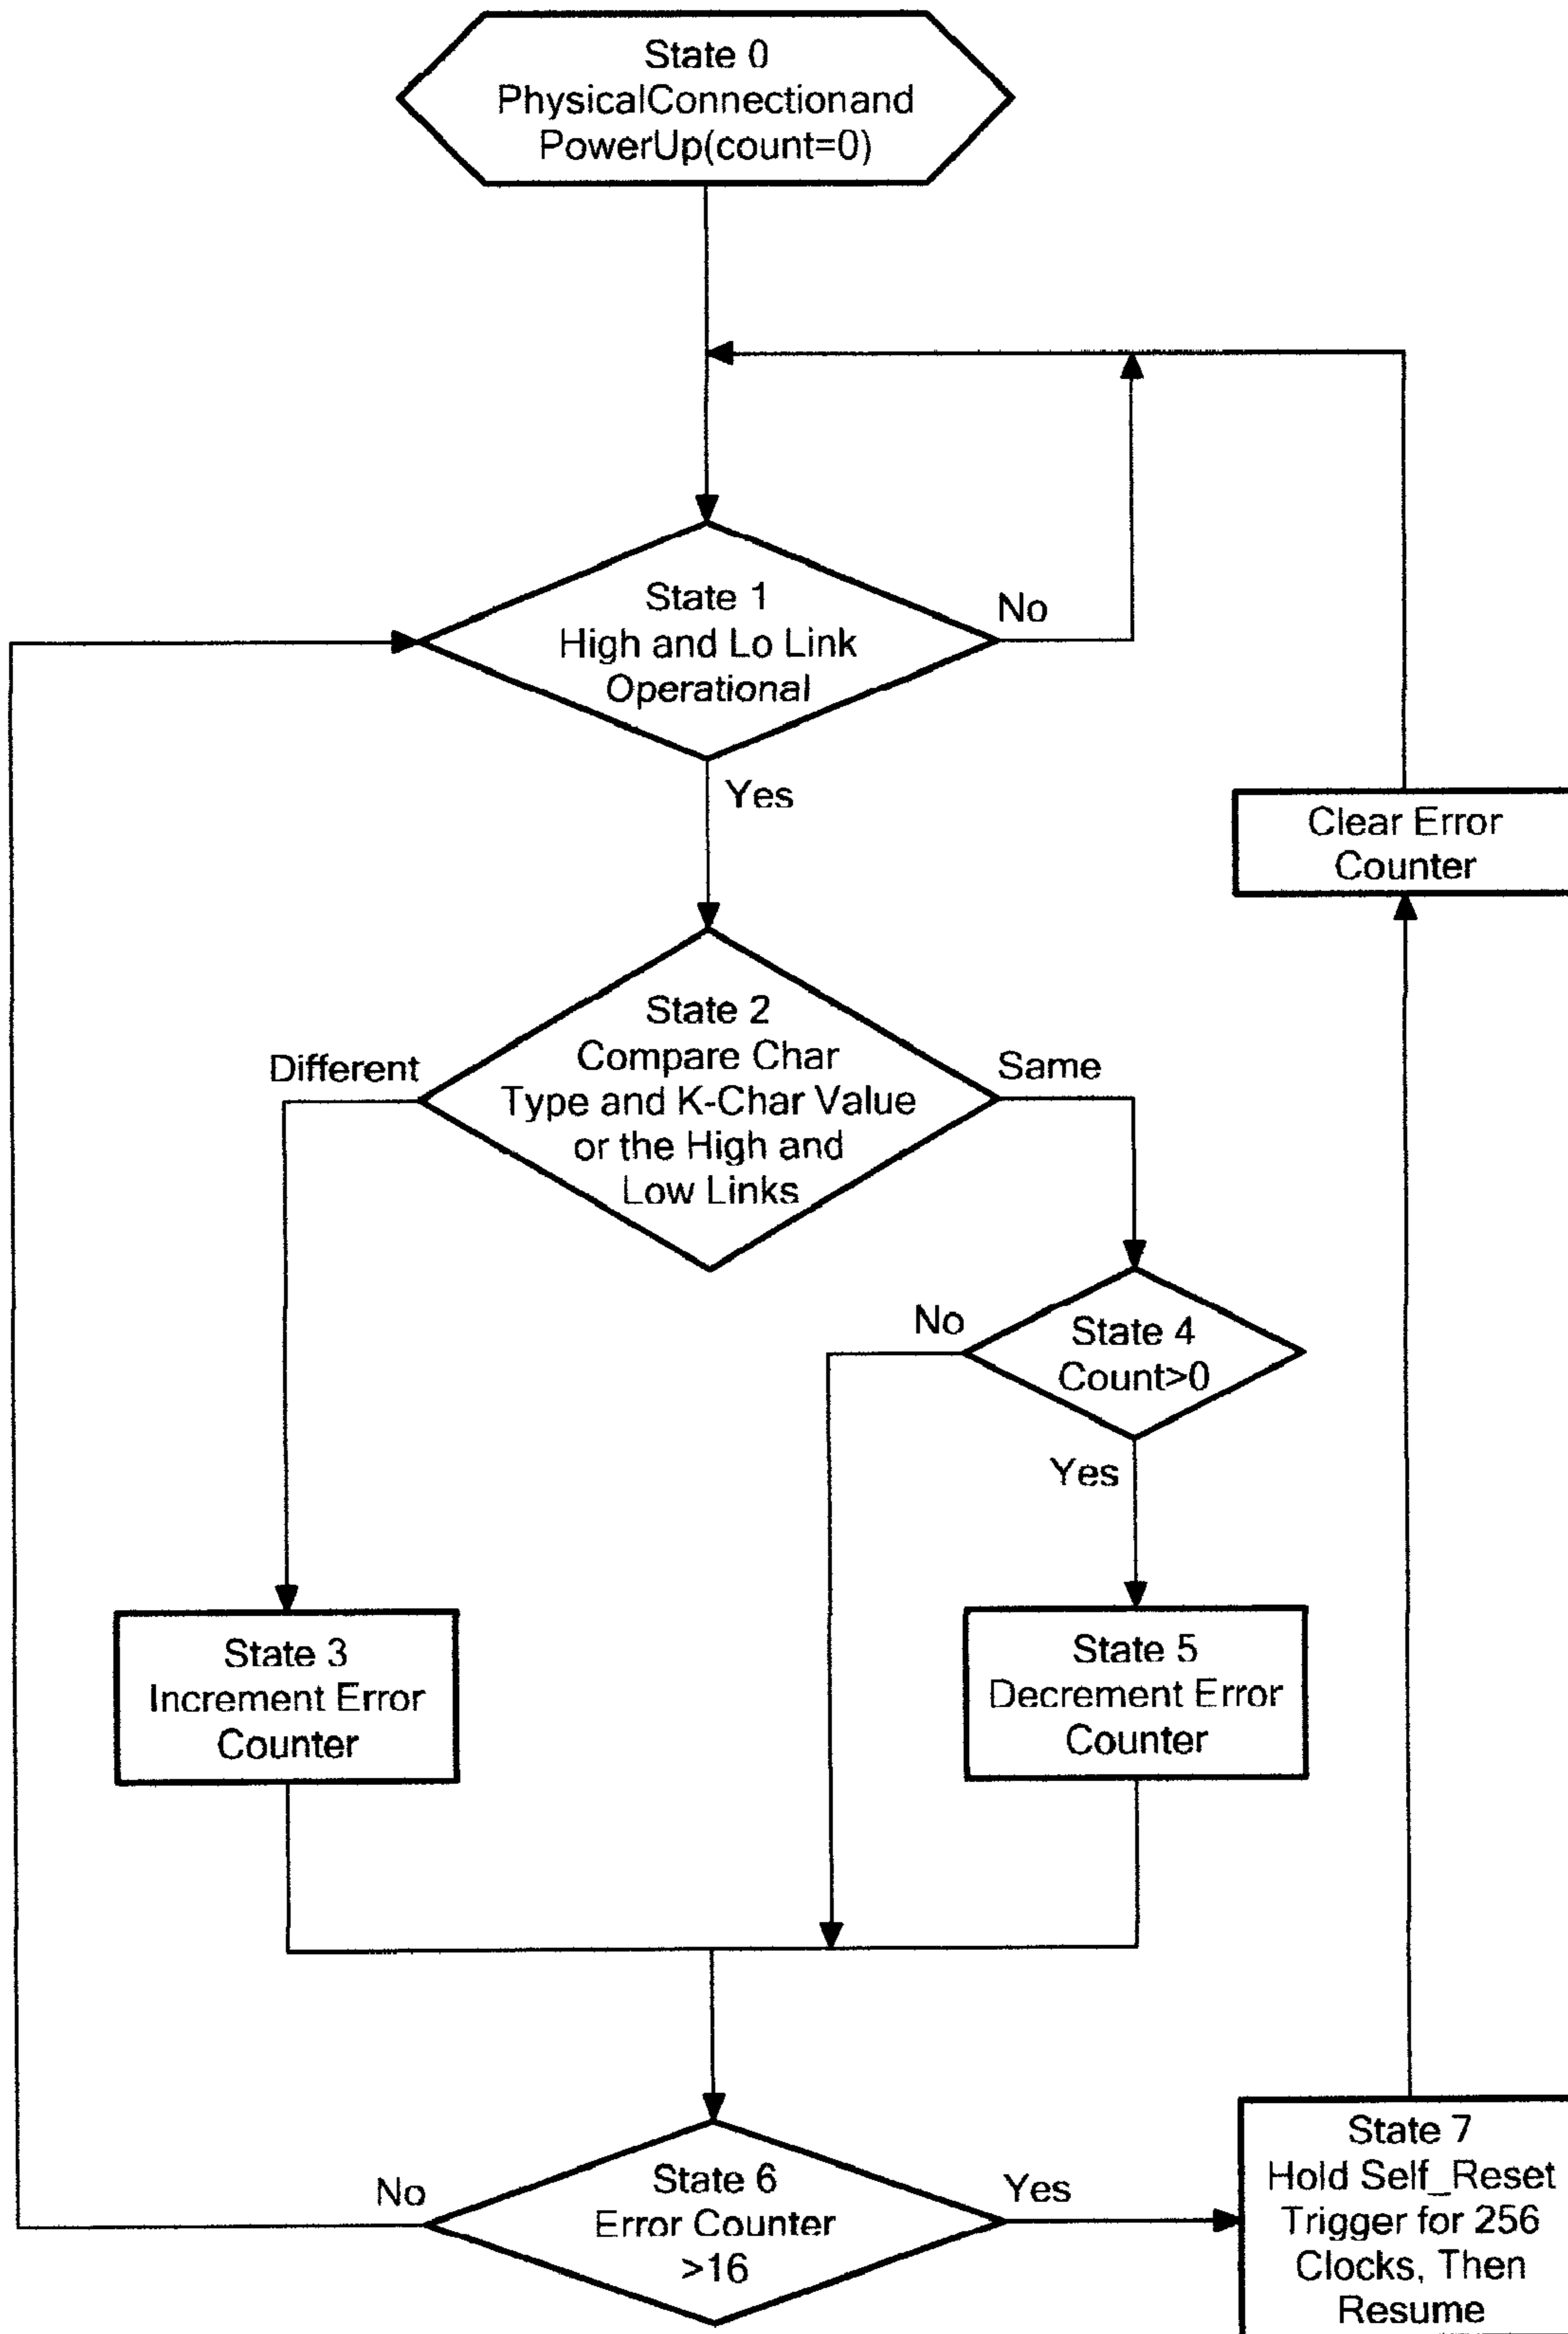 State 0
PhysicalConnectionand
PowerUp(count=0)
State 1
High and Lo Link
Operational
No
Yes
Clear Error
Counter
State 2
Compare Char
Type and K-Char Value
or the High and
Low Links
Different
Same
State 4
Count>0
No
Yes
State 3
Increment Error
Counter
State 5
Decrement Error
Counter
State 6
Error Counter
>16
No
Yes
State 7
Hold Self_Reset
Trigger for 256
Clocks, Then
Resume